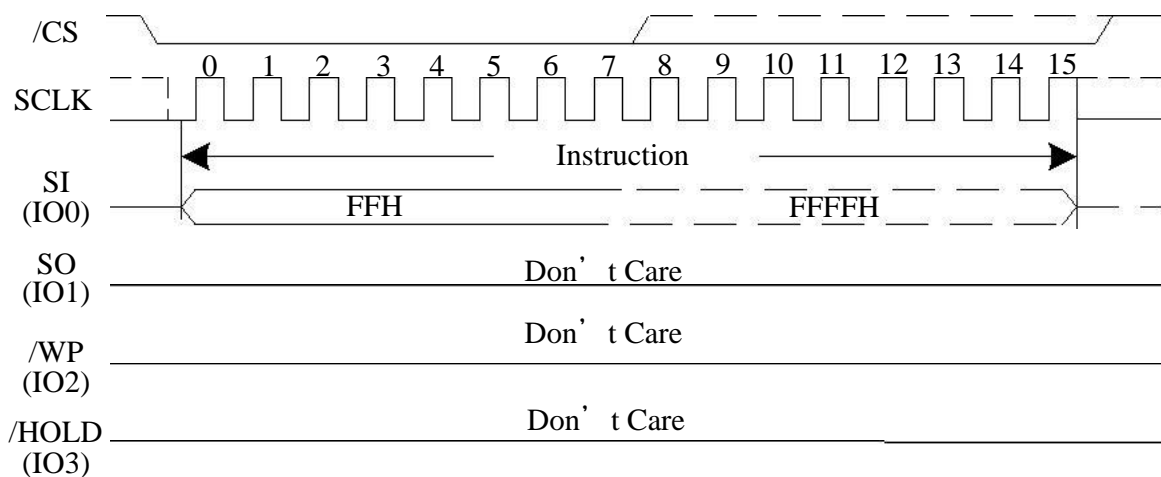 /CS
0 1 2 3 4 5 6 7 8 9 10 11 12 13 14 15
SCLK
Instruction
SI
(IO0)
FFH FFFFH
SO
(IO1)
Don’t Care
/WP
(IO2)
Don’t Care
/HOLD
(IO3)
Don’t Care